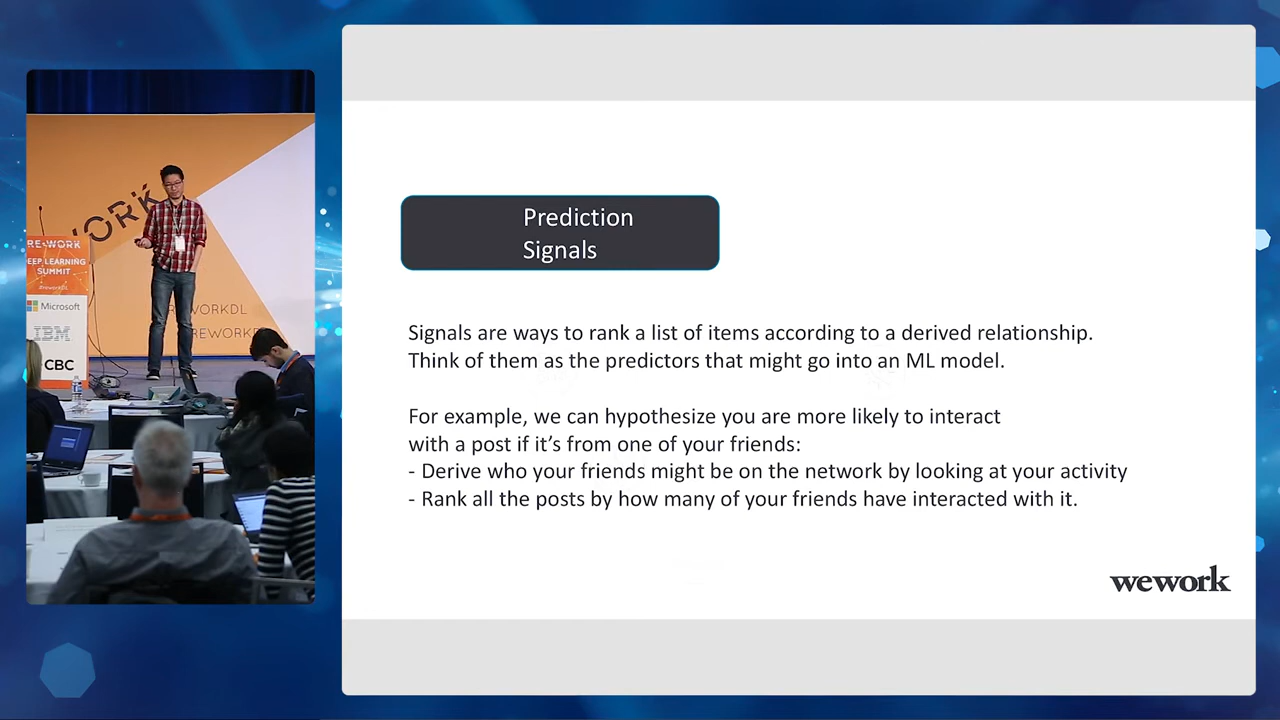 WORK
RE•WORK
EEP LEARNING
SUMMIT
#reworkDL
Microsoft
IBM
CBC
REWORKDL
REWORK
Prediction
Signals
Signals are ways to rank a list of items according to a derived relationship.
Think of them as the predictors that might go into an ML model.
For example, we can hypothesize you are more likely to interact
with a post if it’s from one of your friends:
- Derive who your friends might be on the network by looking at your activity
- Rank all the posts by how many of your friends have interacted with it.
wework